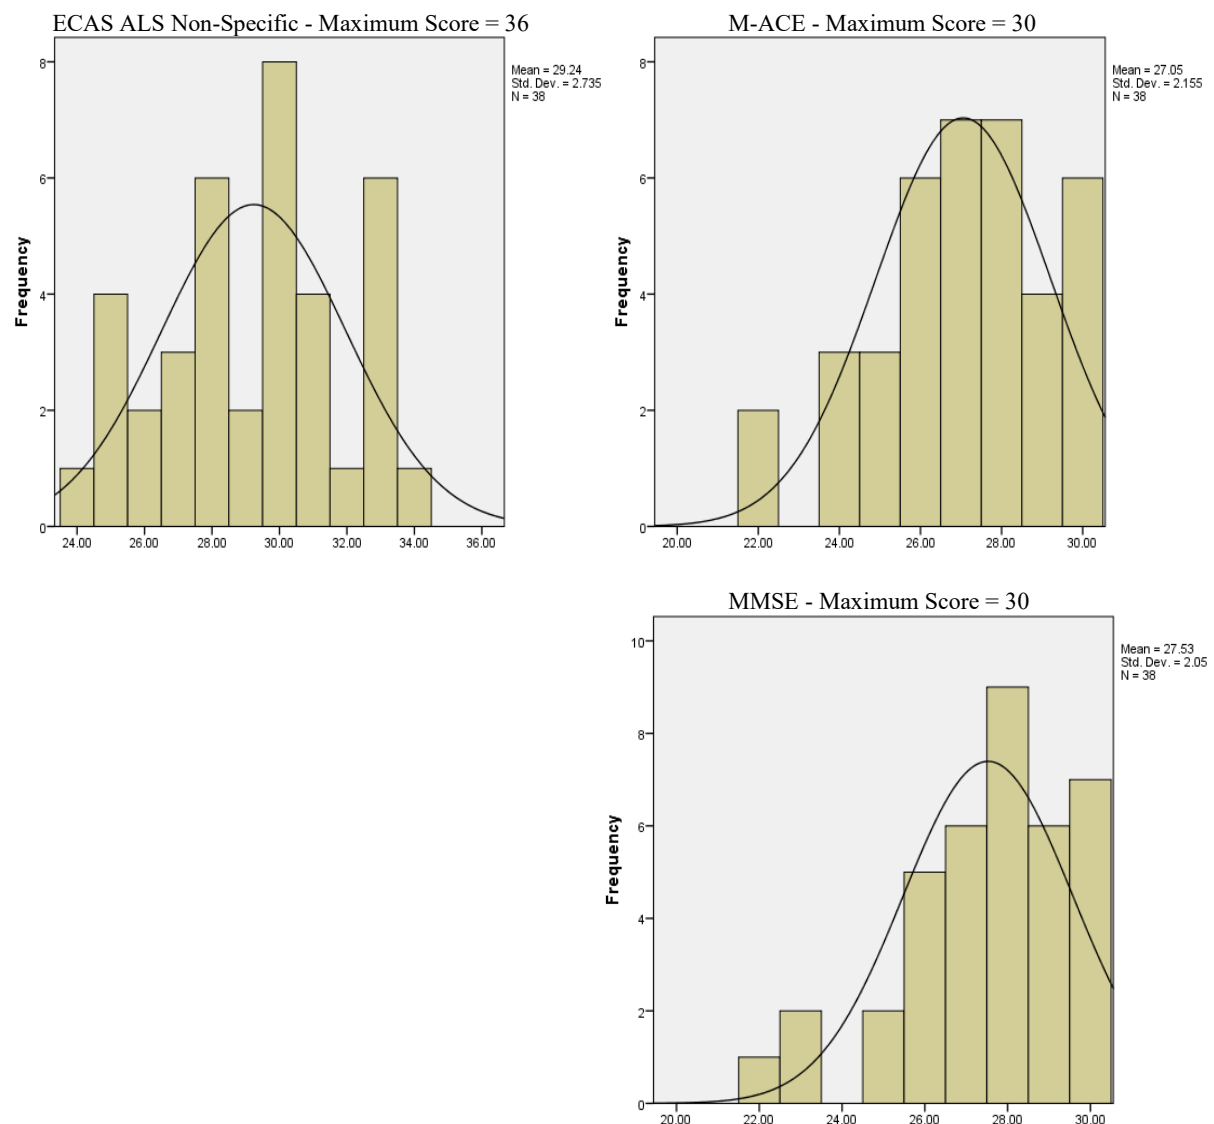 ECAS ALS Non-Specific - Maximum Score = 36
Mean = 29.24
Std. Dev. = 2.735
N = 38
Frequency
8
6
4
2
0
24.00 26.00 28.00 30.00 32.00 34.00 36.00
M-ACE - Maximum Score = 30
Mean = 27.05
Std. Dev. = 2.155
N = 38
Frequency
8
6
4
2
0
20.00 22.00 24.00 26.00 28.00 30.00
MMSE - Maximum Score = 30
Mean = 27.53
Std. Dev. = 2.05
N = 38
Frequency
10
8
6
4
2
0
20.00 22.00 24.00 26.00 28.00 30.00